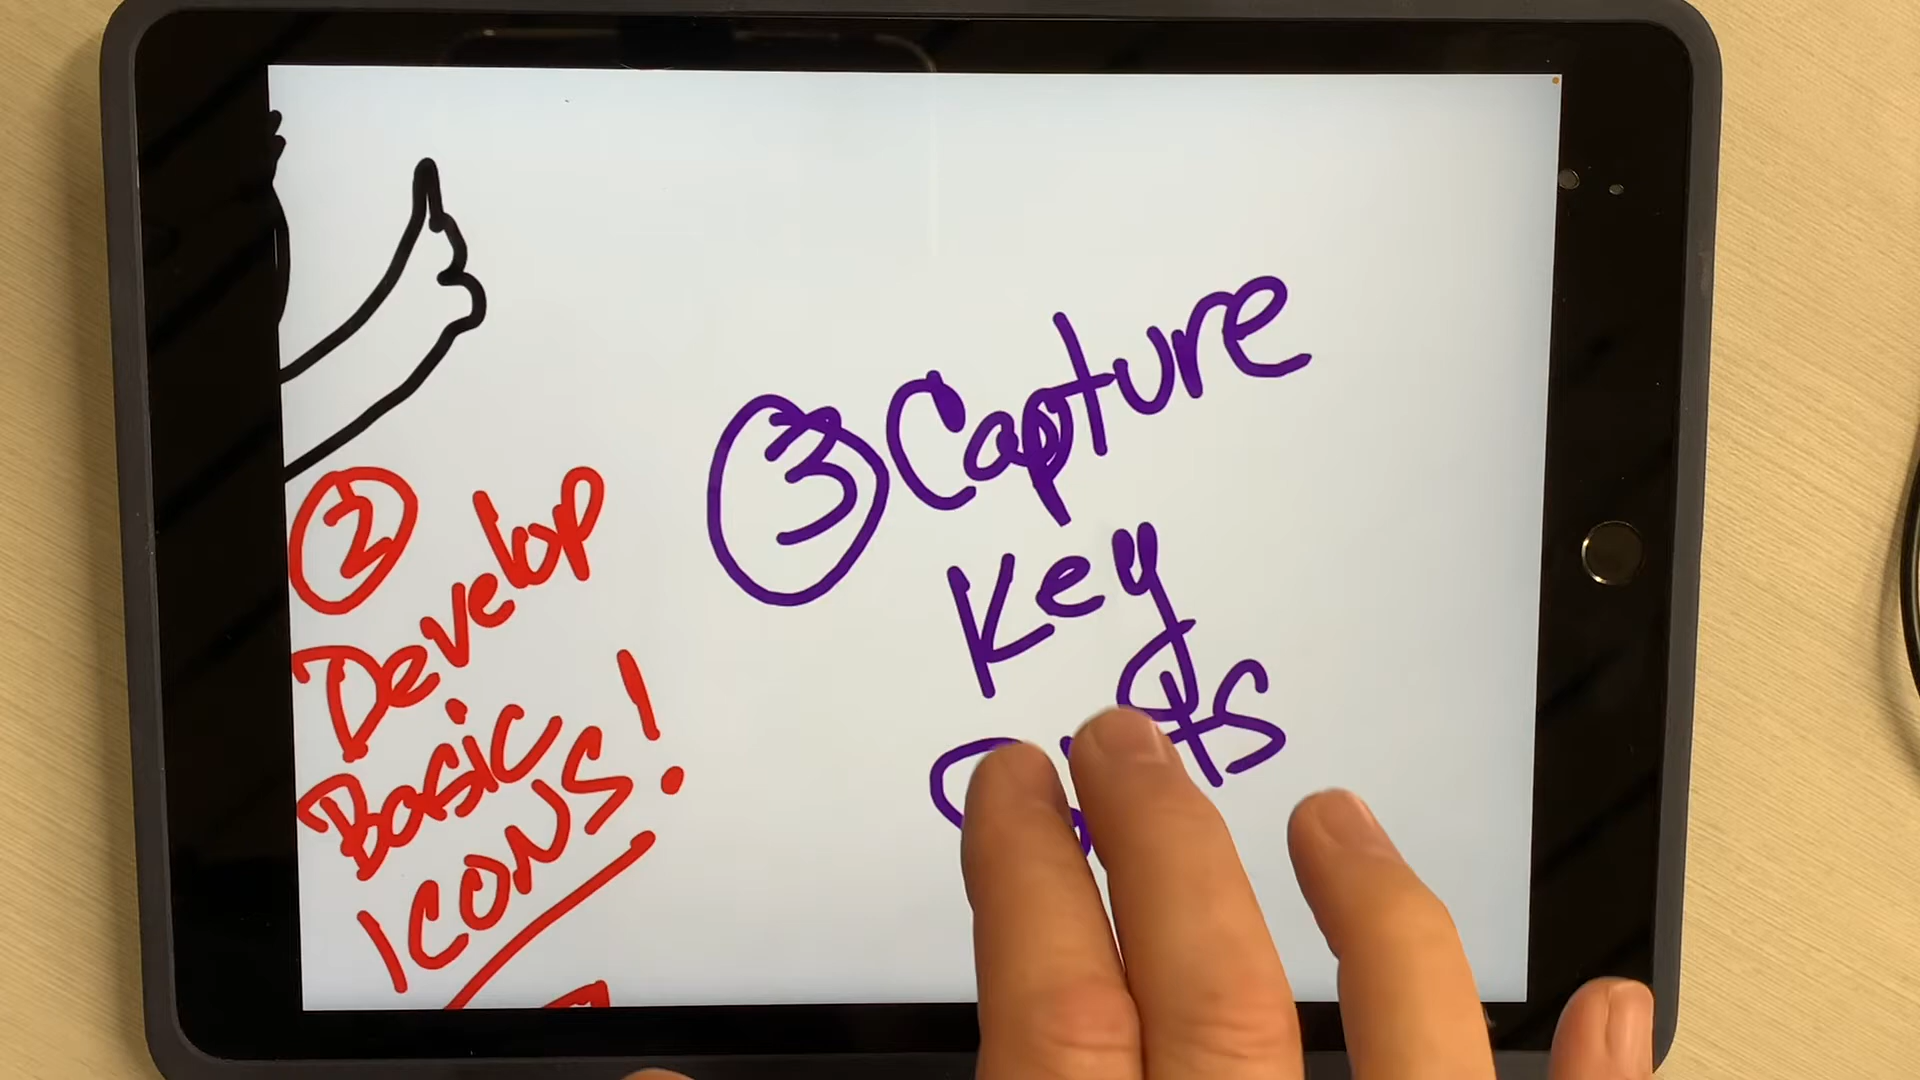 ②
Develop
Basic
ICONS!
③ Capture
Key